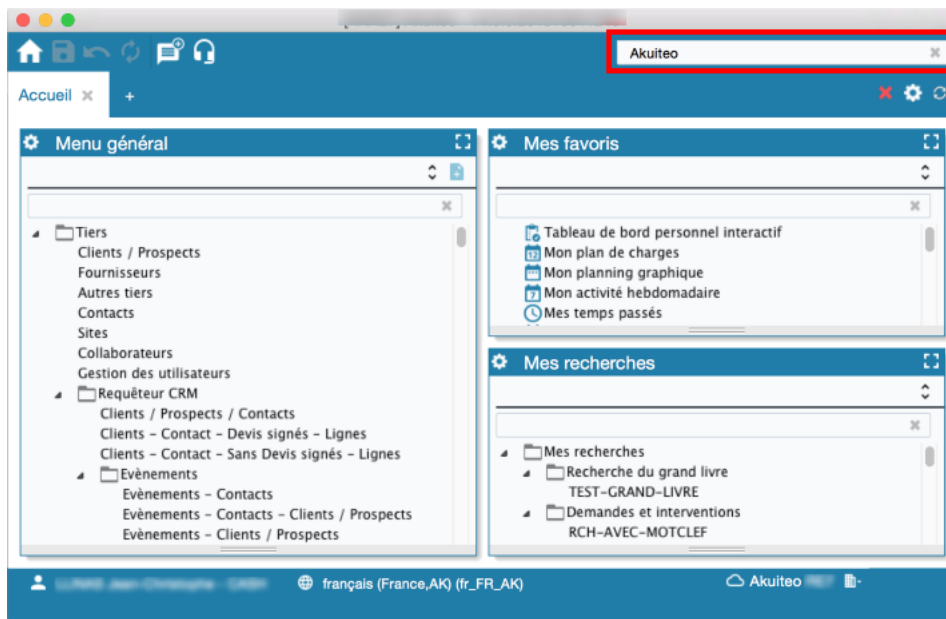 Akuiteo
Accueil
+
Menu général
Tiers
Clients / Prospects
Fournisseurs
Autres tiers
Contacts
Sites
Collaborateurs
Gestion des utilisateurs
Requêteur CRM
Clients / Prospects / Contacts
Clients - Contact - Devis signés - Lignes
Clients - Contact - Sans Devis signés - Lignes
Evènements
Evènements - Contacts
Evènements - Contacts - Clients / Prospects
Evènements - Clients / Prospects
Mes favoris
Tableau de bord personnel interactif
Mon plan de charges
Mon planning graphique
Mon activité hebdomadaire
Mes temps passés
Mes recherches
Mes recherches
Recherche du grand livre
TEST-GRAND-LIVRE
Demandes et interventions
RCH-AVEC-MOTCLEF
français (France,AK) (fr_FR_AK)
Akuiteo